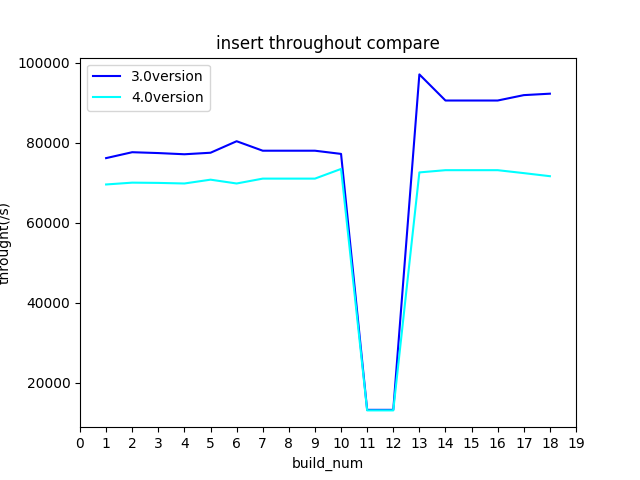 insert throughout compare
3.0version
4.0version
100000
80000
60000
40000
20000
throught(/s)
0 1 2 3 4 5 6 7 8 9 10 11 12 13 14 15 16 17 18 19
build_num